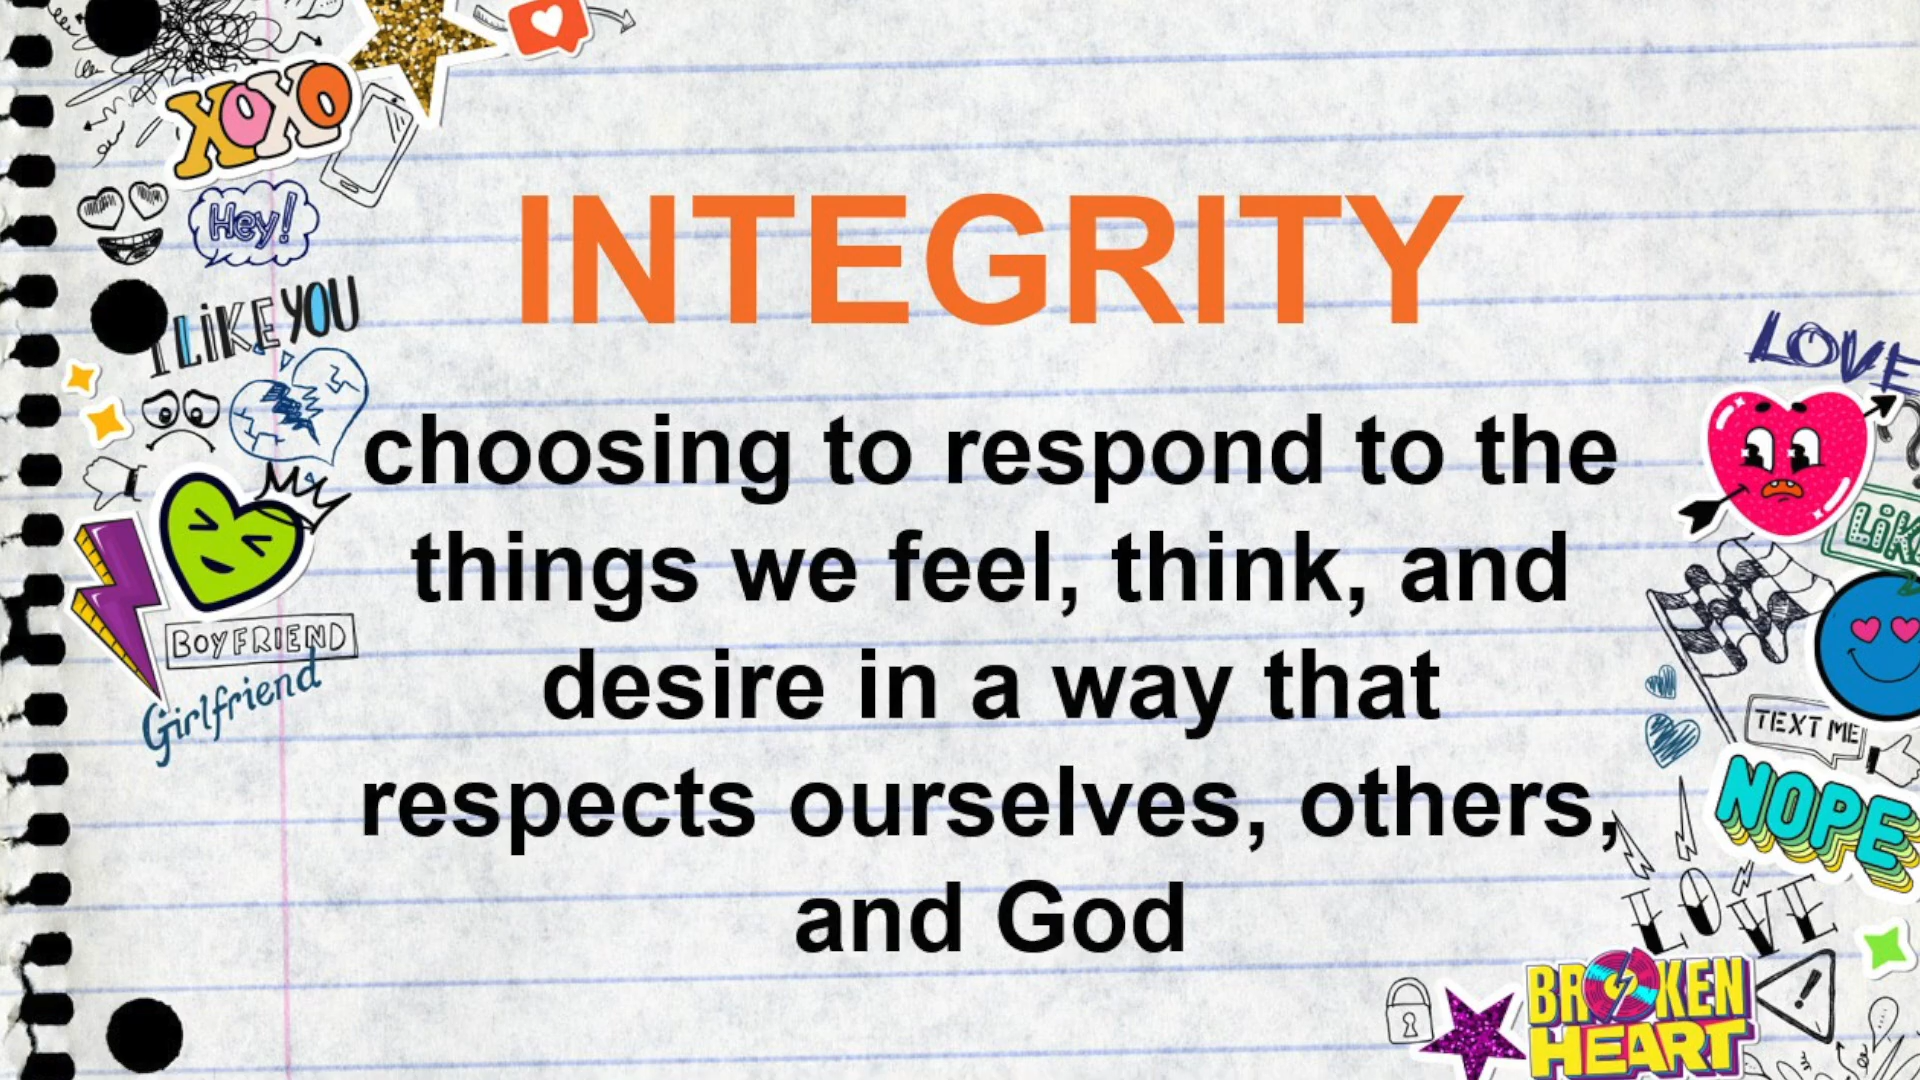 XOXO
Hey!
I LIKE YOU
BOYFRIEND
Girlfriend
INTEGRITY
choosing to respond to the
things we feel, think, and
desire in a way that
respects ourselves, others,
and God
LOVE
LIKE
TEXT ME
NOPE
LOVE
BROKEN
HEART